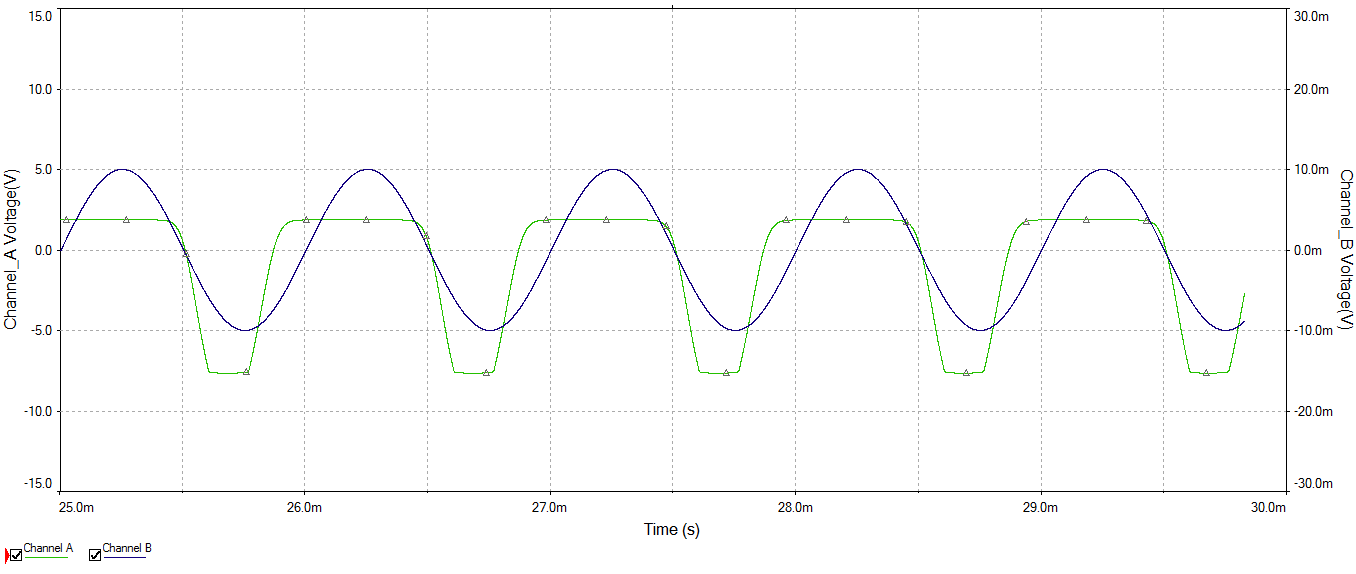 15.0
10.0
5.0
0.0
-5.0
-10.0
-15.0
Channel_A Voltage(V)
30.0m
20.0m
10.0m
0.0m
-10.0m
-20.0m
-30.0m
Channel_B Voltage(V)
25.0m 26.0m 27.0m 28.0m 29.0m 30.0m
Time (s)
Channel A Channel B